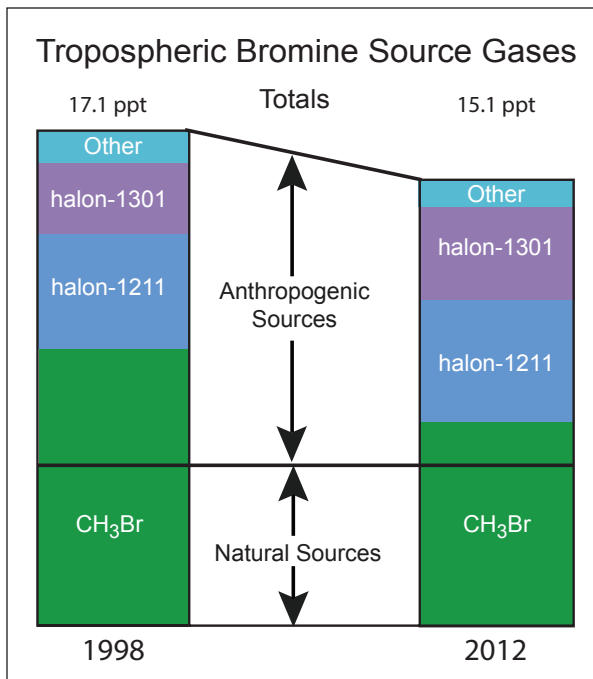 Tropospheric Bromine Source Gases
17.1 ppt
Totals
15.1 ppt
Other
halon-1301
halon-1211
CH₃Br
Anthropogenic
Sources
Natural Sources
Other
halon-1301
halon-1211
CH₃Br
1998
2012